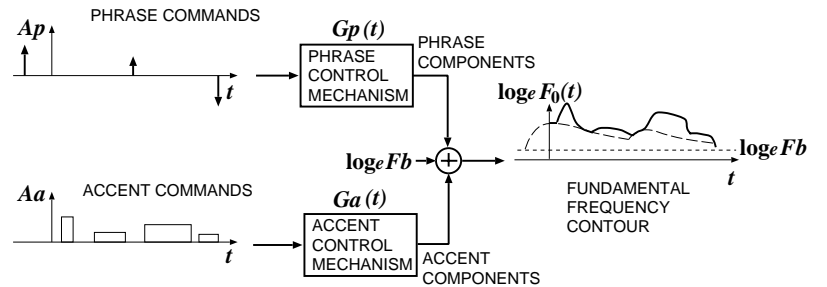 PHRASE COMMANDS
Ap
t
Gp (t)
PHRASE
CONTROL
MECHANISM
PHRASE
COMPONENTS
logeFb
logeF0(t)
logeFb
t
ACCENT COMMANDS
Aa
t
Ga (t)
ACCENT
CONTROL
MECHANISM
ACCENT
COMPONENTS
FUNDAMENTAL
FREQUENCY
CONTOUR